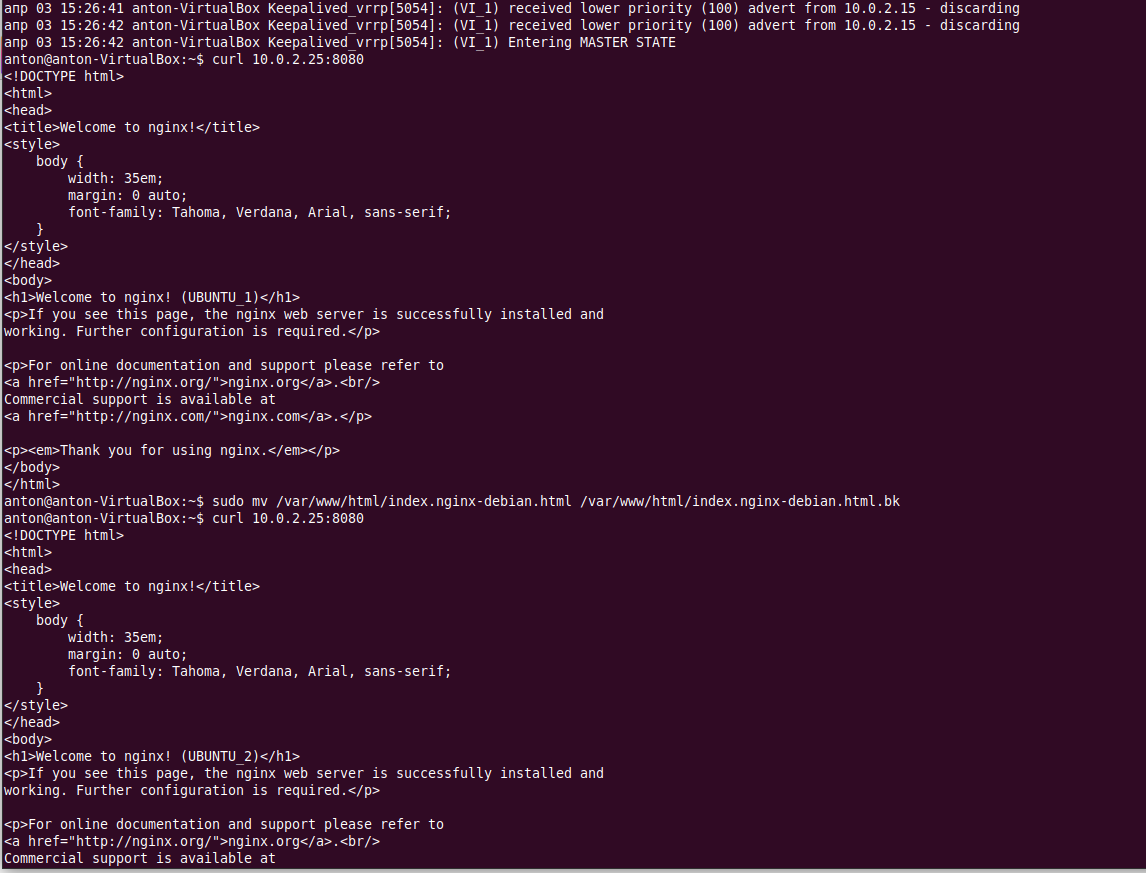 апр 03 15:26:41 anton-VirtualBox Keepalived_vrrp[5054]: (VI_1) received lower priority (100) advert from 10.0.2.15 - discarding
апр 03 15:26:42 anton-VirtualBox Keepalived_vrrp[5054]: (VI_1) received lower priority (100) advert from 10.0.2.15 - discarding
апр 03 15:26:42 anton-VirtualBox Keepalived_vrrp[5054]: (VI_1) Entering MASTER STATE
anton@anton-VirtualBox:~$ curl 10.0.2.25:8080
<!DOCTYPE html>
<html>
<head>
<title>Welcome to nginx!</title>
<style>
    body {
        width: 35em;
        margin: 0 auto;
        font-family: Tahoma, Verdana, Arial, sans-serif;
    }
</style>
</head>
<body>
<h1>Welcome to nginx! (UBUNTU_1)</h1>
<p>If you see this page, the nginx web server is successfully installed and
working. Further configuration is required.</p>

<p>For online documentation and support please refer to
<a href="http://nginx.org/">nginx.org</a>.<br/>
Commercial support is available at
<a href="http://nginx.com/">nginx.com</a>.</p>

<p><em>Thank you for using nginx.</em></p>
</body>
</html>
anton@anton-VirtualBox:~$ sudo mv /var/www/html/index.nginx-debian.html /var/www/html/index.nginx-debian.html.bk
anton@anton-VirtualBox:~$ curl 10.0.2.25:8080
<!DOCTYPE html>
<html>
<head>
<title>Welcome to nginx!</title>
<style>
    body {
        width: 35em;
        margin: 0 auto;
        font-family: Tahoma, Verdana, Arial, sans-serif;
    }
</style>
</head>
<body>
<h1>Welcome to nginx! (UBUNTU_2)</h1>
<p>If you see this page, the nginx web server is successfully installed and
working. Further configuration is required.</p>

<p>For online documentation and support please refer to
<a href="http://nginx.org/">nginx.org</a>.<br/>
Commercial support is available at